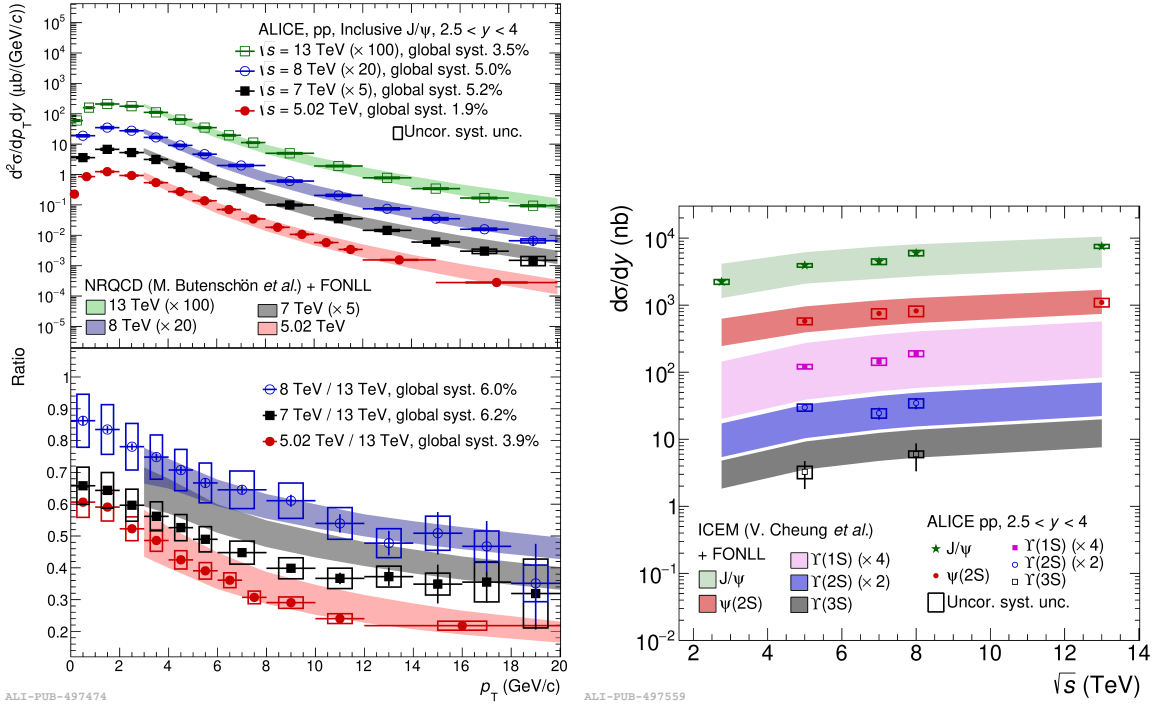 d²σ/dp_T dy (μb/(GeV/c))
10⁵
10⁴
10³
10²
10
1
10⁻¹
10⁻²
10⁻³
10⁻⁴
10⁻⁵
ALICE, pp, Inclusive J/ψ, 2.5 < y < 4
√s = 13 TeV (× 100), global syst. 3.5%
√s = 8 TeV (× 20), global syst. 5.0%
√s = 7 TeV (× 5), global syst. 5.2%
√s = 5.02 TeV, global syst. 1.9%
Uncor. syst. unc.
NRQCD (M. Butenschön et al.) + FONLL
13 TeV (× 100)
7 TeV (× 5)
8 TeV (× 20)
5.02 TeV
Ratio
1
0.9
0.8
0.7
0.6
0.5
0.4
0.3
0.2
8 TeV / 13 TeV, global syst. 6.0%
7 TeV / 13 TeV, global syst. 6.2%
5.02 TeV / 13 TeV, global syst. 3.9%
0 2 4 6 8 10 12 14 16 18 20
p_T (GeV/c)
ALI-PUB-497474
dσ/dy (nb)
10⁴
10³
10²
10
1
10⁻¹
10⁻²
ICEM (V. Cheung et al.)
+ FONLL
J/ψ
ψ(2S)
ϒ(1S) (× 4)
ϒ(2S) (× 2)
ϒ(3S)
ALICE pp, 2.5 < y < 4
J/ψ
ψ(2S)
ϒ(1S) (× 4)
ϒ(2S) (× 2)
ϒ(3S)
Uncor. syst. unc.
2 4 6 8 10 12 14
√s (TeV)
ALI-PUB-497559